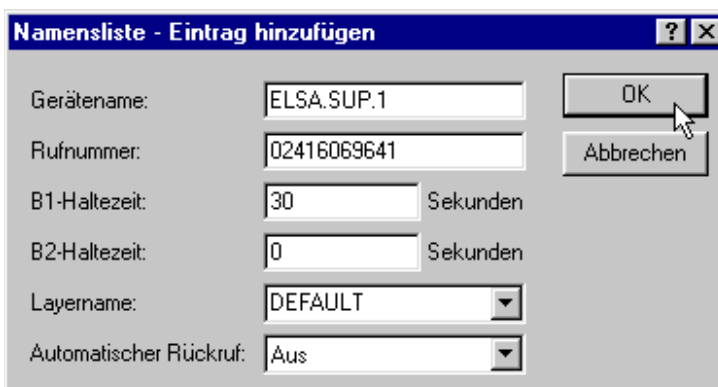 Namensliste - Eintrag hinzufügen
Gerätename: ELSA.SUP.1 OK
Rufnummer: 02416069641 Abbrechen
B1-Haltezeit: 30 Sekunden
B2-Haltezeit: 0 Sekunden
Layername: DEFAULT
Automatischer Rückruf: Aus